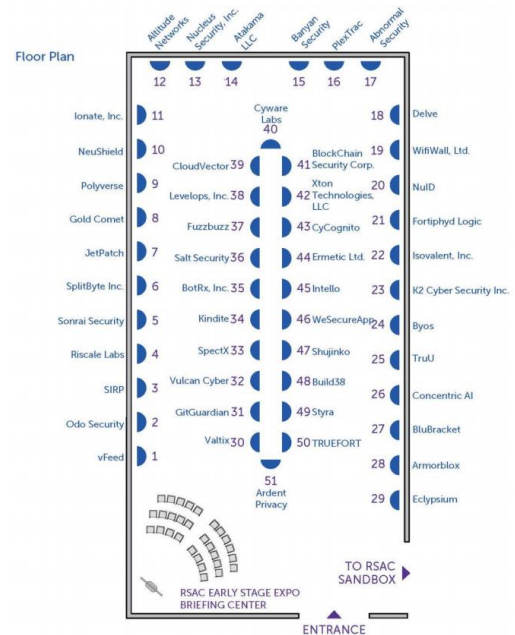 Floor Plan
Altitude
Networks
Nucleus
Security, Inc.
Atakama
LLC
Banyan
Security
PlexTrac
Abnormal
Security
12
13
14
15
16
17
Ionate, Inc. 11
NeuShield 10
Polyverse 9
Gold Comet 8
JetPatch 7
SplitByte Inc. 6
Sonrai Security 5
Riscale Labs 4
SIRP 3
Odo Security 2
vFeed 1
Cyware
Labs
40
CloudVector 39
Levelops, Inc. 38
Fuzzbuzz 37
Salt Security 36
BotRx, Inc. 35
Kindite 34
SpectX 33
Vulcan Cyber 32
GitGuardian 31
Valtix 30
BlockChain
41 Security Corp.
Xton
42 Technologies,
LLC
43 CyCognito
44 Ermetic Ltd.
45 Intello
46 WeSecureApp
47 Shujinko
48 Build38
49 Styra
50 TRUEFORT
51
Ardent
Privacy
18 Delve
19 WifiWall, Ltd.
20 NuID
21 Fortiphyd Logic
22 Isovalent, Inc.
23 K2 Cyber Security Inc.
24 Byos
25 TruU
26 Concentric AI
27 BluBracket
28 Armorblox
29 Eclypsium
RSAC EARLY STAGE EXPO
BRIEFING CENTER
TO RSAC
SANDBOX
ENTRANCE